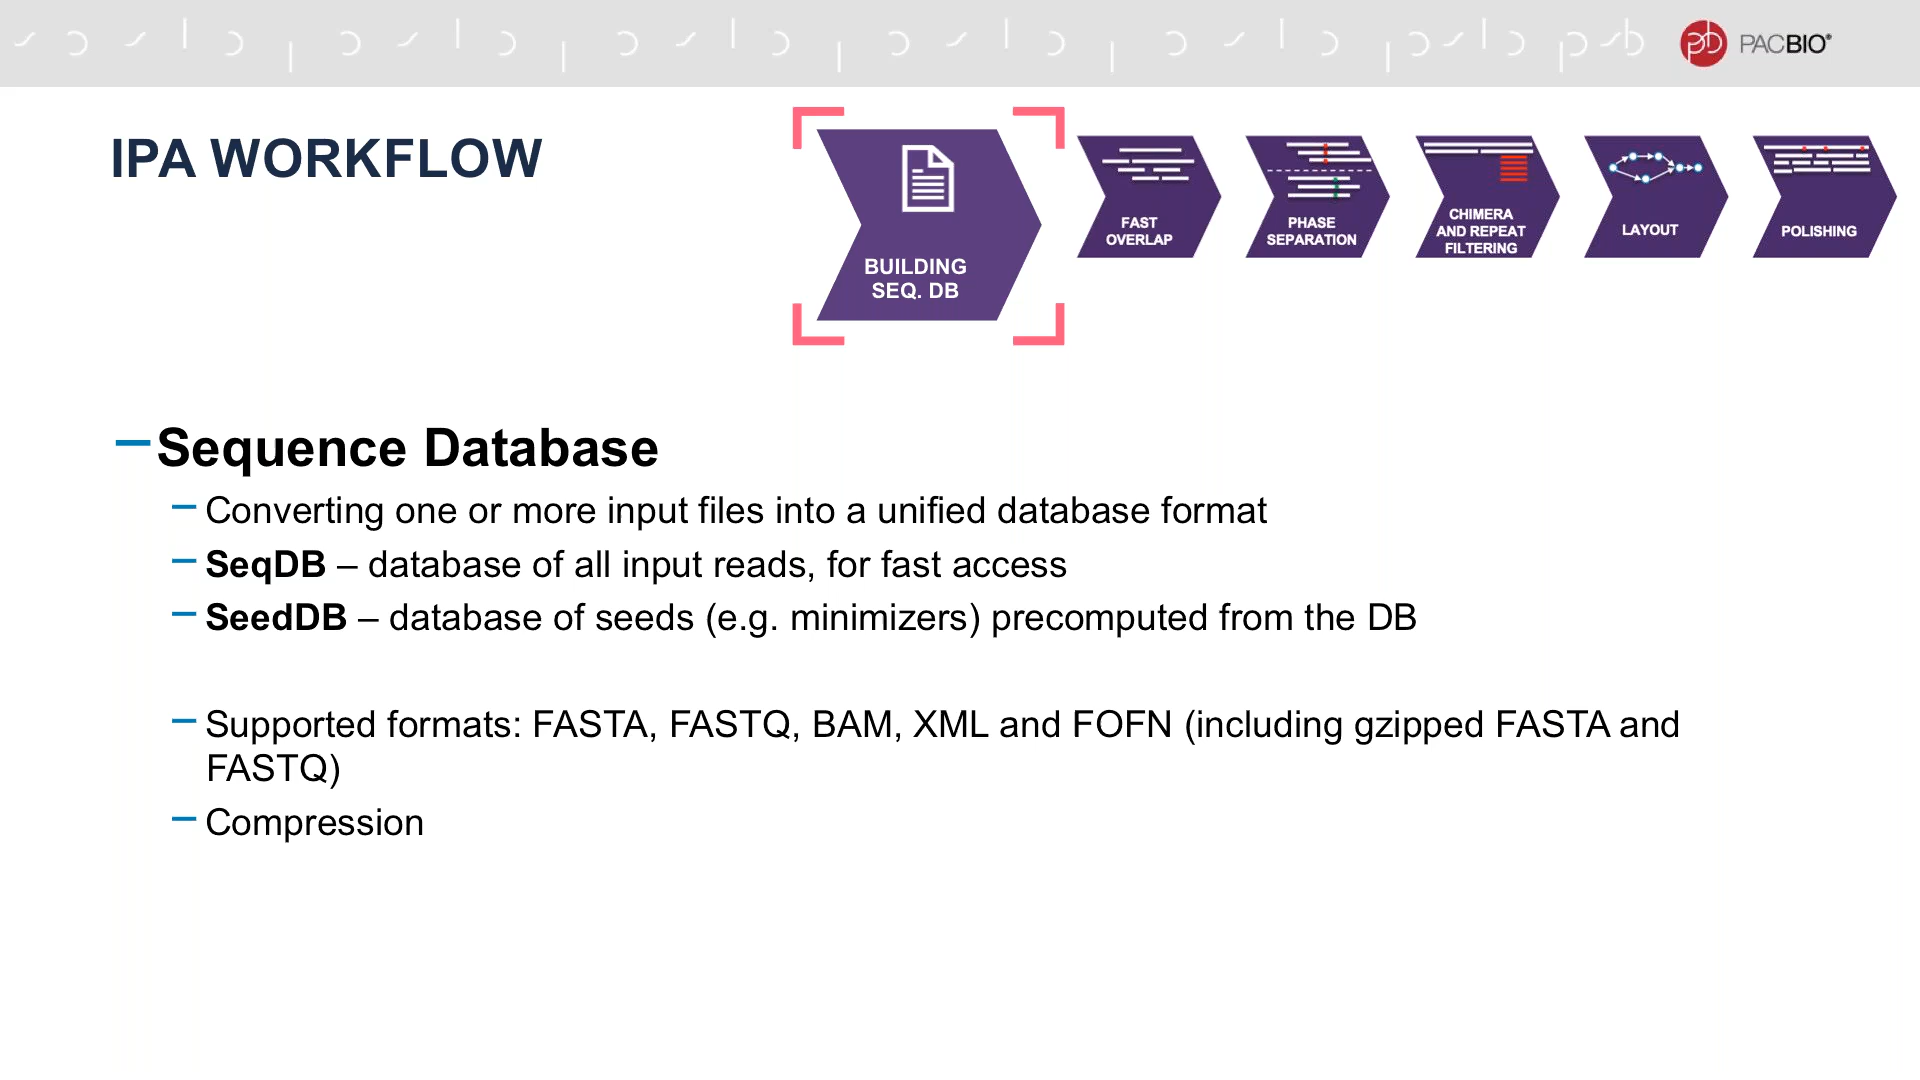 PACBIO®
IPA WORKFLOW
BUILDING
SEQ. DB
FAST
OVERLAP
PHASE
SEPARATION
CHIMERA
AND REPEAT
FILTERING
LAYOUT
POLISHING
– Sequence Database
– Converting one or more input files into a unified database format
– SeqDB – database of all input reads, for fast access
– SeedDB – database of seeds (e.g. minimizers) precomputed from the DB
– Supported formats: FASTA, FASTQ, BAM, XML and FOFN (including gzipped FASTA and
FASTQ)
– Compression